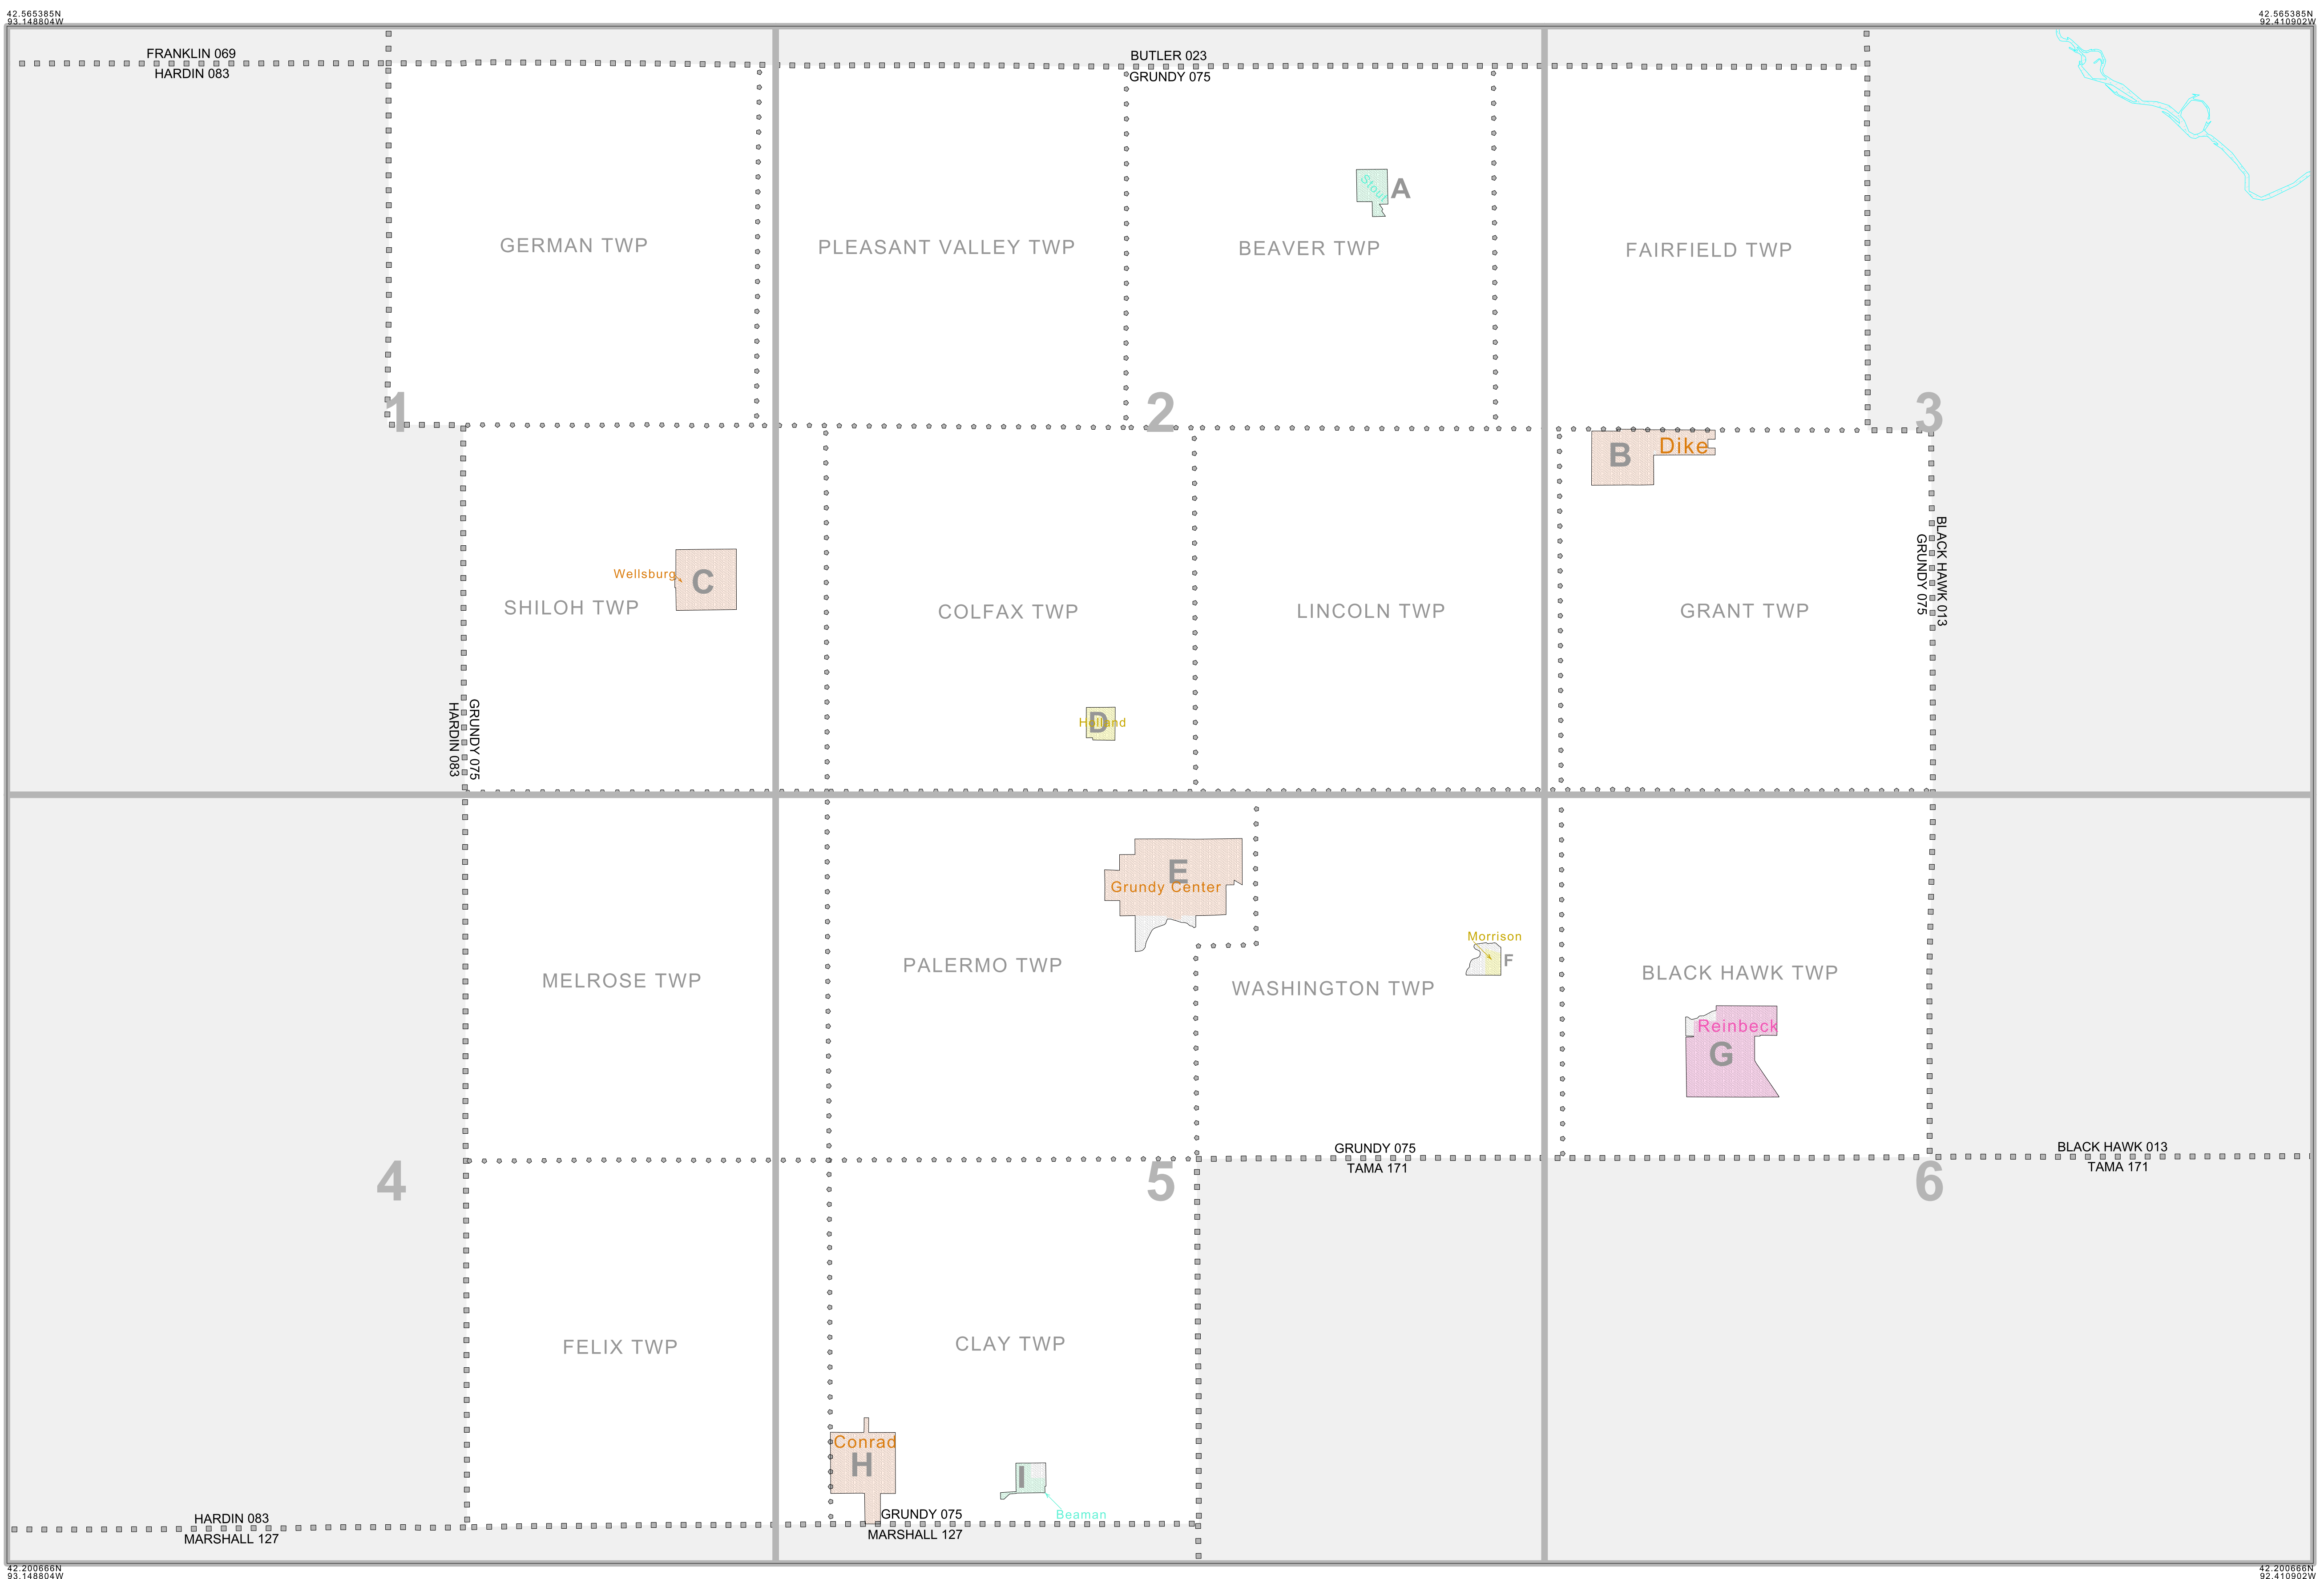 42.565385N
93.148804W
42.565385N
92.410902W
FRANKLIN 069
HARDIN 083
BUTLER 023
GRUNDY 075
Stout
A
GERMAN TWP
PLEASANT VALLEY TWP
BEAVER TWP
FAIRFIELD TWP
1
2
3
B
Dike
BLACK HAWK 013
GRUNDY 075
Wellsburg
C
SHILOH TWP
COLFAX TWP
LINCOLN TWP
GRANT TWP
GRUNDY 075
HARDIN 083
D
Holland
E
Grundy Center
Morrison
F
MELROSE TWP
PALERMO TWP
WASHINGTON TWP
BLACK HAWK TWP
Reinbeck
G
GRUNDY 075
TAMA 171
BLACK HAWK 013
TAMA 171
4
5
6
FELIX TWP
CLAY TWP
Conrad
H
I
Beaman
HARDIN 083
MARSHALL 127
GRUNDY 075
MARSHALL 127
42.200666N
93.148804W
42.200666N
92.410902W